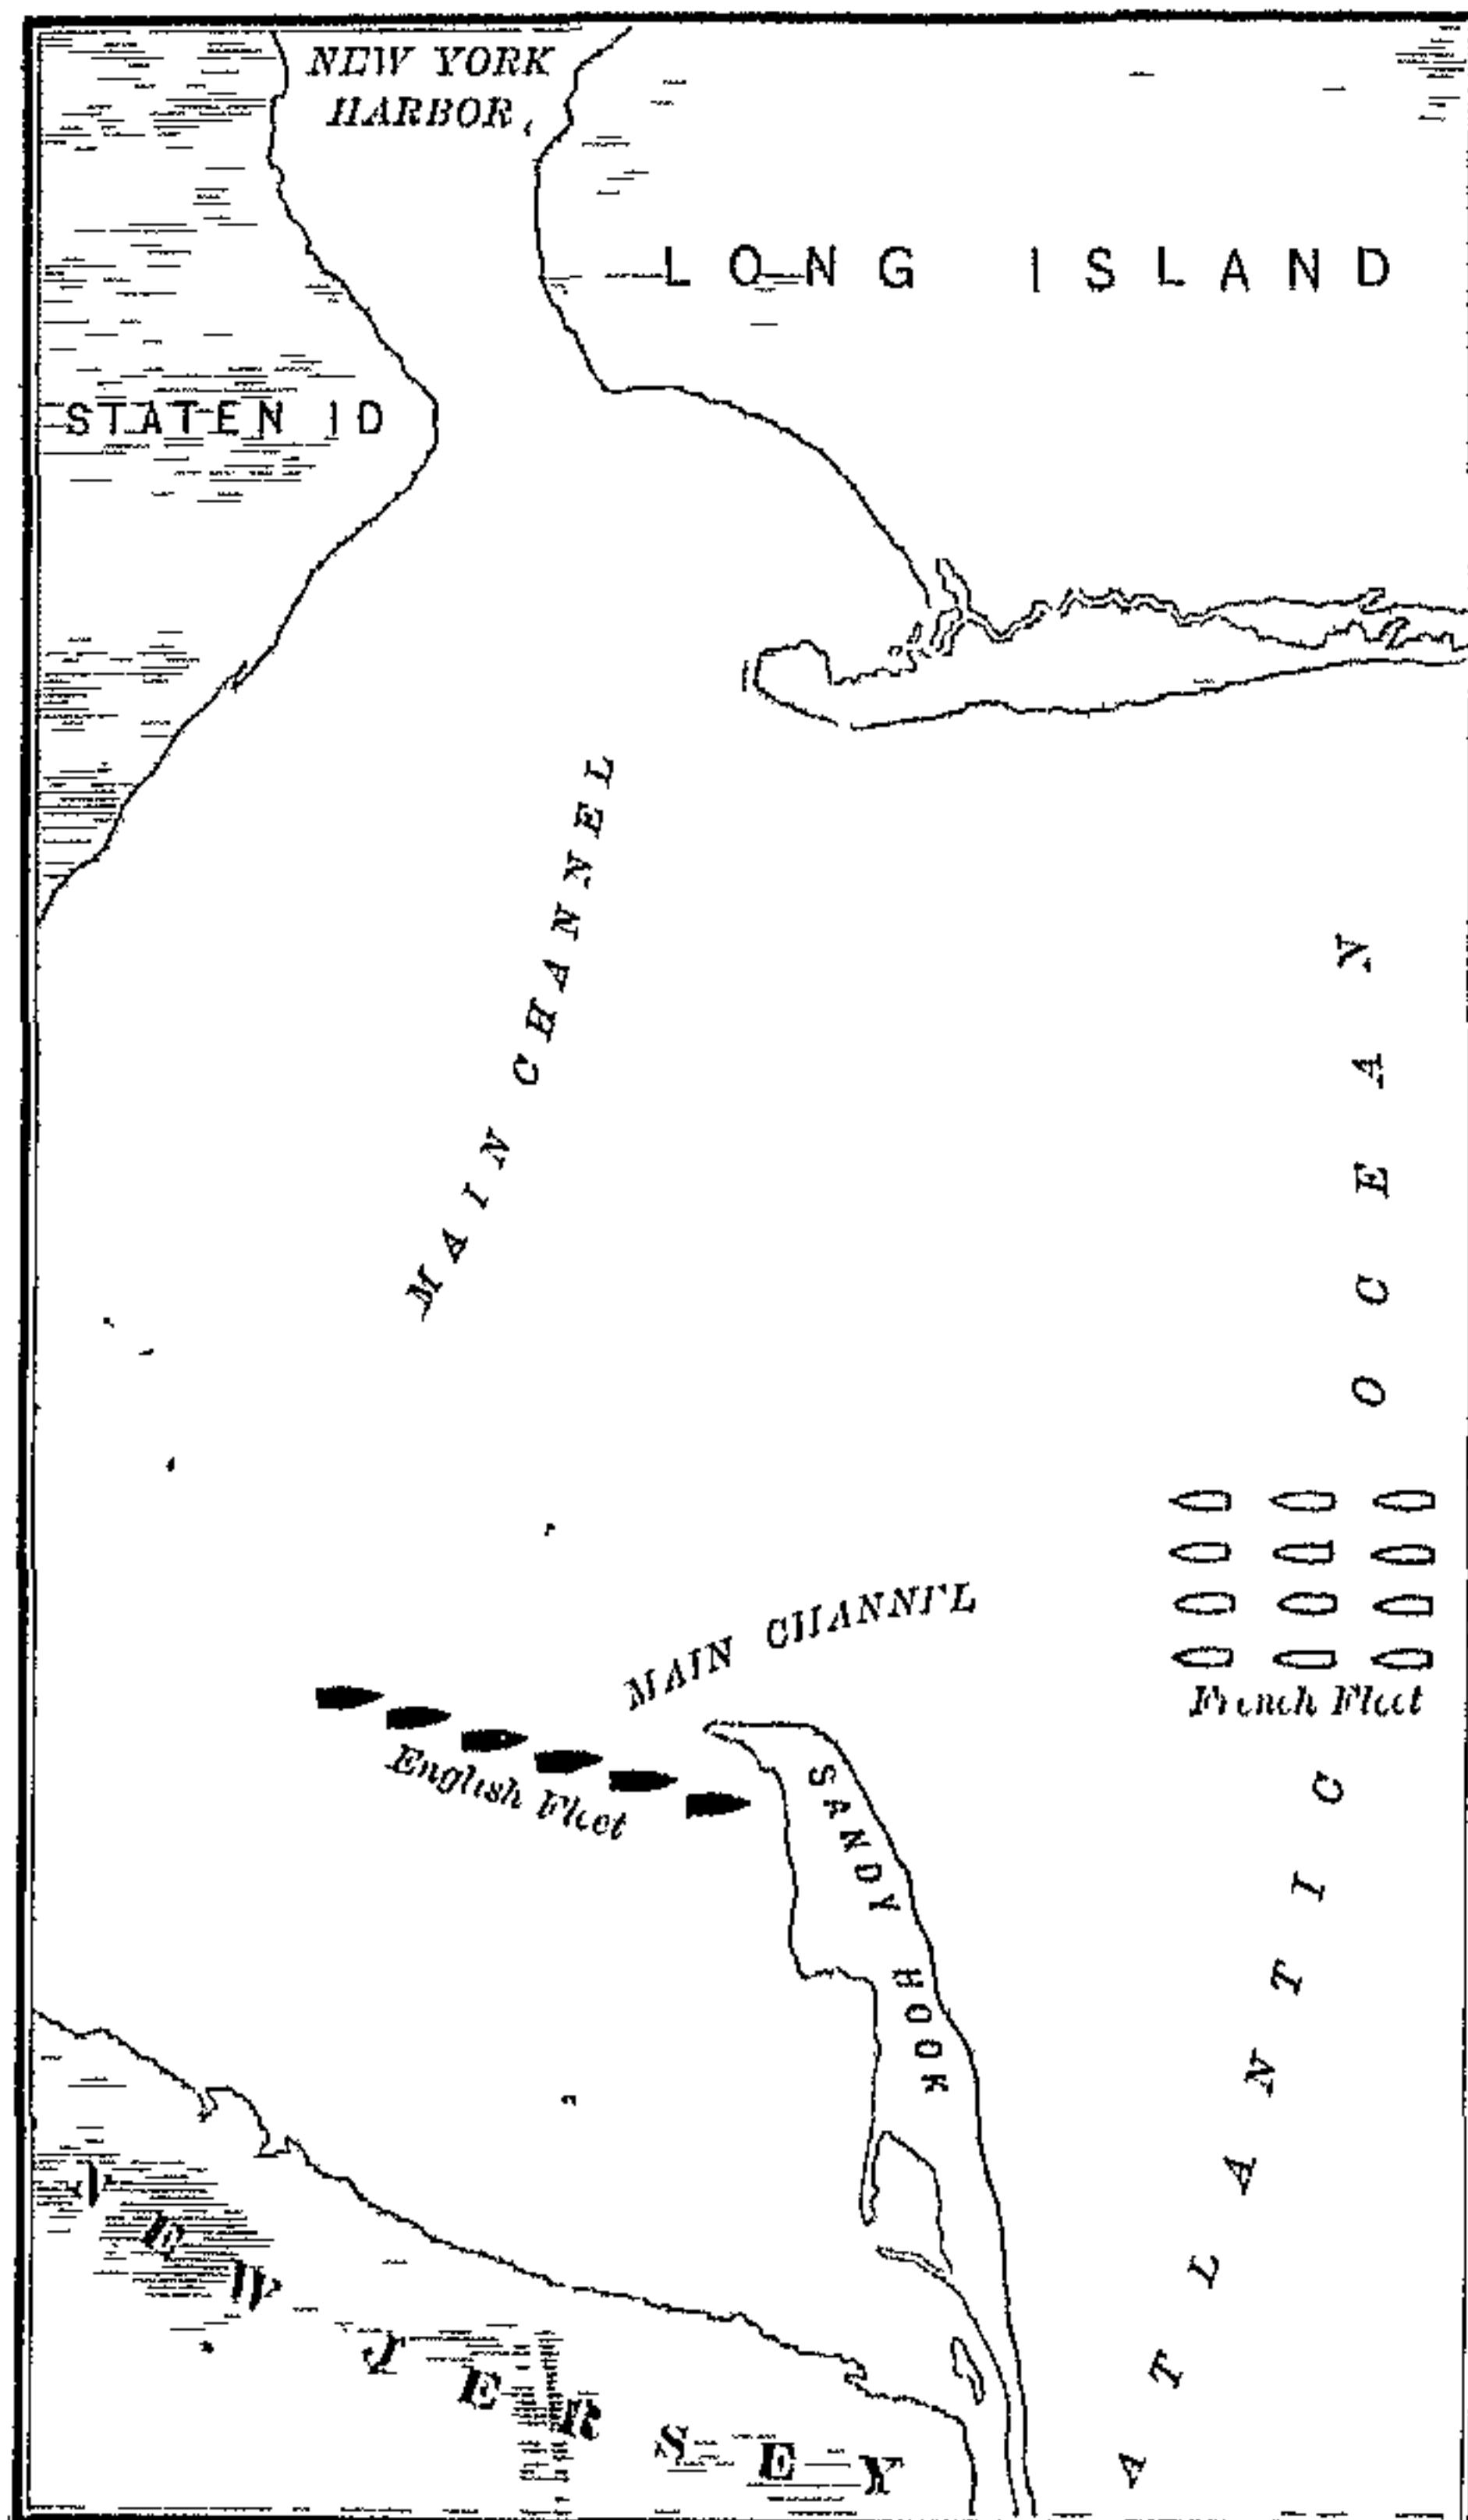 NEW YORK
HARBOR
LONG ISLAND
STATEN ID
MAIN CHANNEL
ATLANTIC OCEAN
MAIN CHANNEL
French Fleet
English Fleet
SANDY HOOK
NEW JERSEY